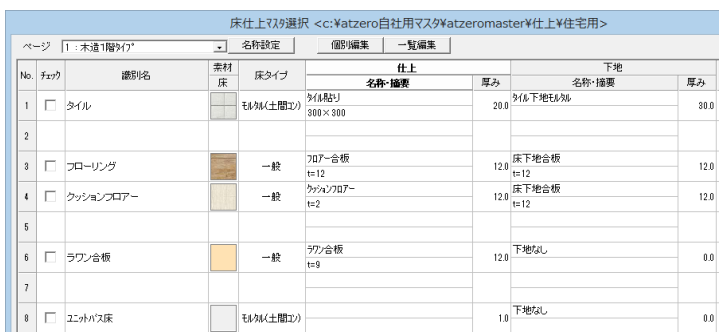 床仕上ﾏｽﾀ選択 <c:¥atzero自社用マスタ¥atzeromaster¥仕上¥住宅用>
ページ 1 : 木造1階ﾀｲﾌﾟ 名称設定 個別編集 一覧編集
No. ﾁｪｯｸ 識別名 素材 床 床タイプ 仕上 下地
名称・摘要 厚み 名称・摘要 厚み
1 タイル ﾓﾙﾀﾙ(土間ｺﾝ) ﾀｲﾙ貼り 20.0 ﾀｲﾙ下地ﾓﾙﾀﾙ 30.0
300×300
2
3 フローリング 一般 ﾌﾛｱｰ合板 12.0 床下地合板 12.0
t=12 t=12
4 クッションフロアー 一般 ｸｯｼｮﾝﾌﾛｱｰ 12.0 床下地合板 12.0
t=2 t=12
5
6 ラワン合板 一般 ﾗﾜﾝ合板 12.0 下地なし 0.0
t=9
7
8 ﾕﾆｯﾄﾊﾞｽ床 ﾓﾙﾀﾙ(土間ｺﾝ) 1.0 下地なし 0.0